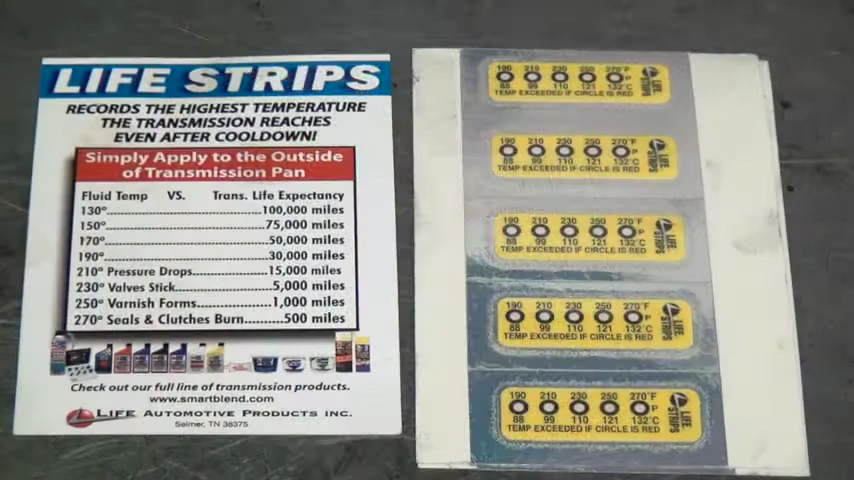 LIFE STRIPS
RECORDS THE HIGHEST TEMPERATURE
THE TRANSMISSION REACHES
EVEN AFTER COOLDOWN!
Simply Apply to the Outside
of Transmission Pan
Fluid Temp VS. Trans. Life Expectancy
130º............................................100,000 miles
150º............................................75,000 miles
170º............................................50,000 miles
190º............................................30,000 miles
210º Pressure Drops....................15,000 miles
230º Valves Stick.........................5,000 miles
250º Varnish Forms.....................1,000 miles
270º Seals & Clutches Burn..........500 miles
Check out our full line of transmission products.
www.smartblend.com
LIFE AUTOMOTIVE PRODUCTS INC.
Selmer, TN 38375
190 210 230 250 270°F
P
88 99 110 121 132°C
TEMP EXCEEDED IF CIRCLE IS RED
LIFE STRIPS
190 210 230 250 270°F
P
88 99 110 121 132°C
TEMP EXCEEDED IF CIRCLE IS RED
LIFE STRIPS
190 210 230 250 270°F
P
88 99 110 121 132°C
TEMP EXCEEDED IF CIRCLE IS RED
LIFE STRIPS
190 210 230 250 270°F
P
88 99 110 121 132°C
TEMP EXCEEDED IF CIRCLE IS RED
LIFE STRIPS
190 210 230 250 270°F
P
88 99 110 121 132°C
TEMP EXCEEDED IF CIRCLE IS RED
LIFE STRIPS